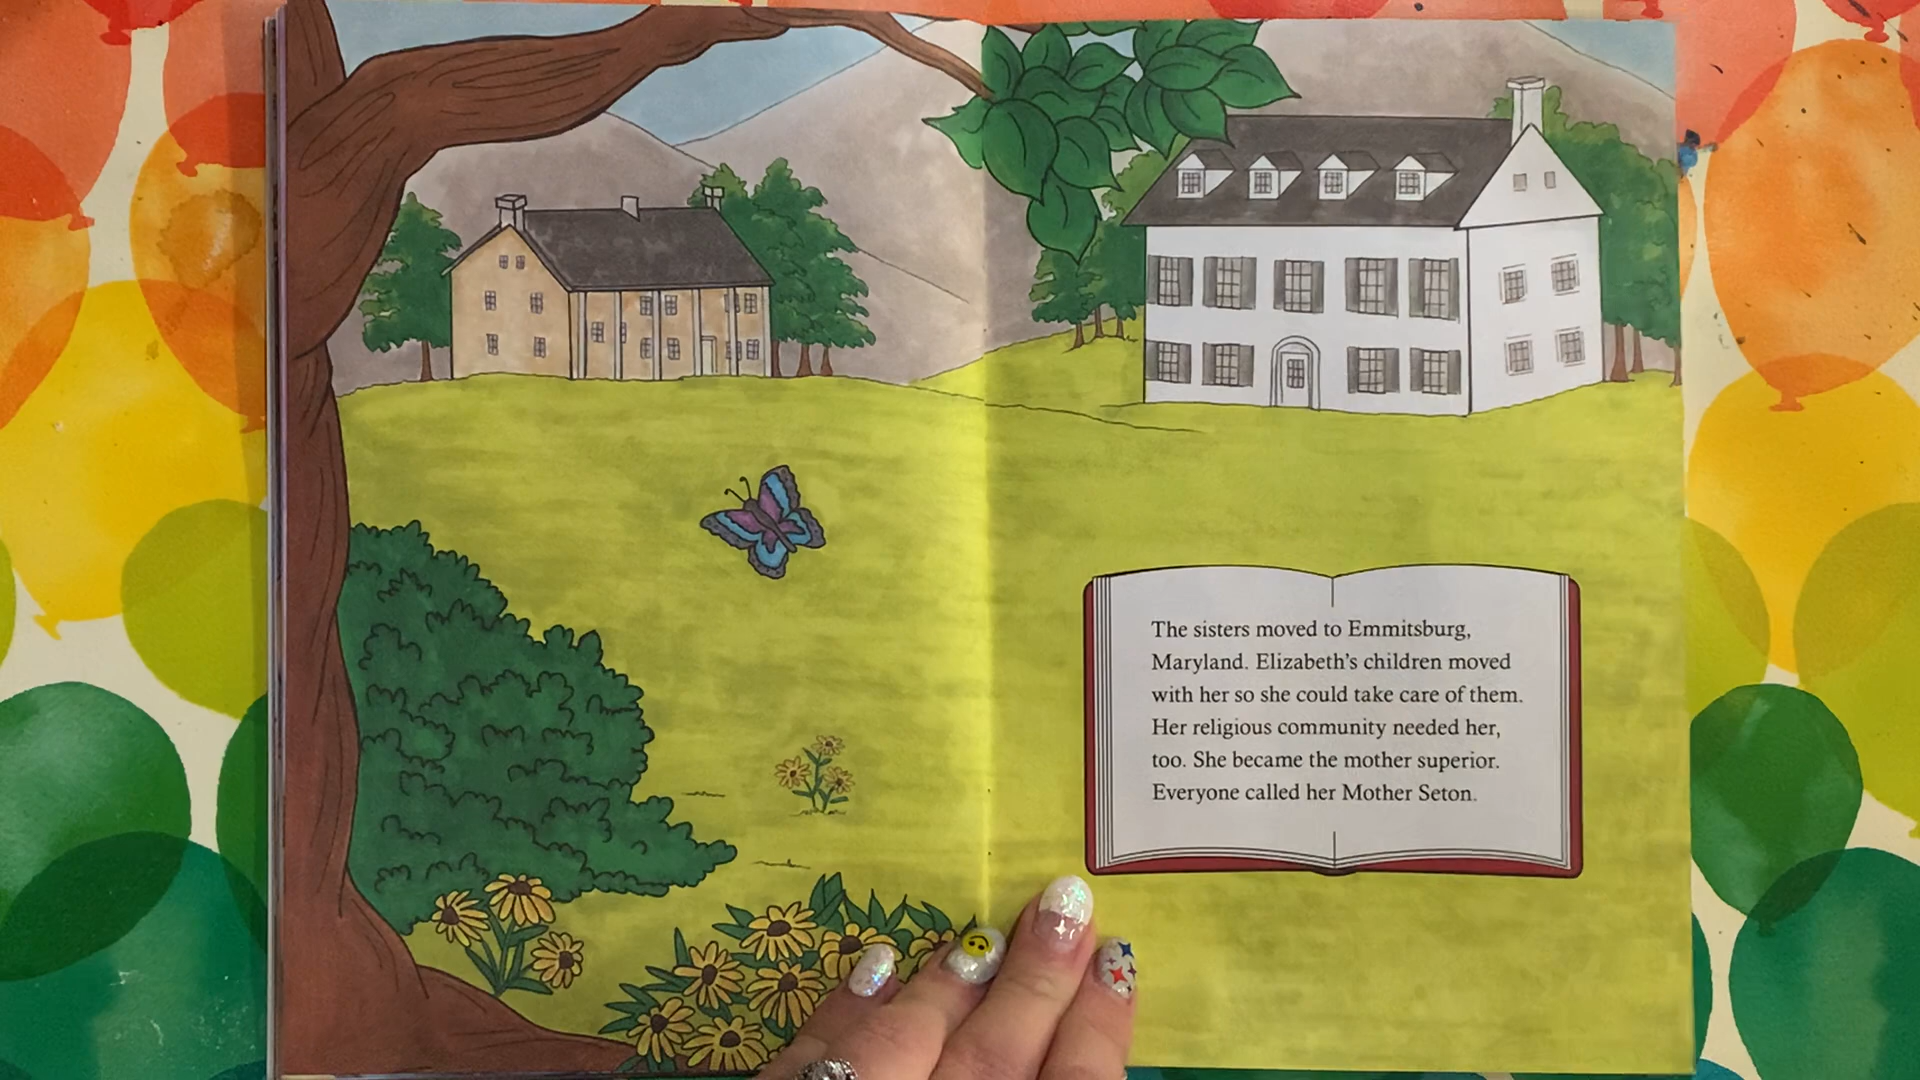 The sisters moved to Emmitsburg,
Maryland. Elizabeth's children moved
with her so she could take care of them.
Her religious community needed her,
too. She became the mother superior.
Everyone called her Mother Seton.